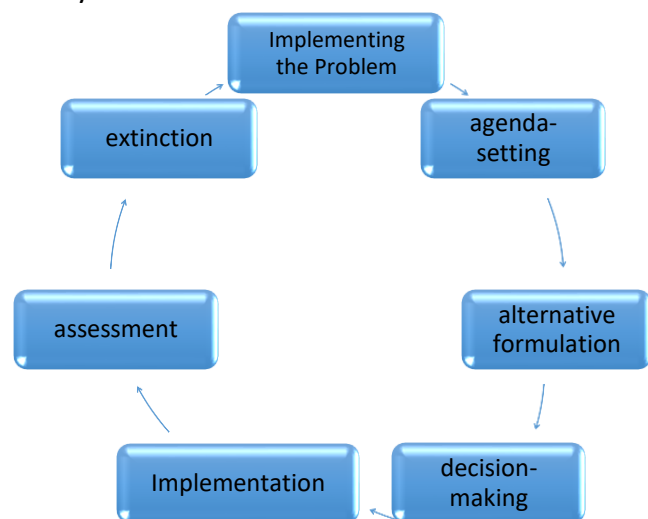 Implementing
the Problem
agenda-
setting
alternative
formulation
decision-
making
Implementation
assessment
extinction